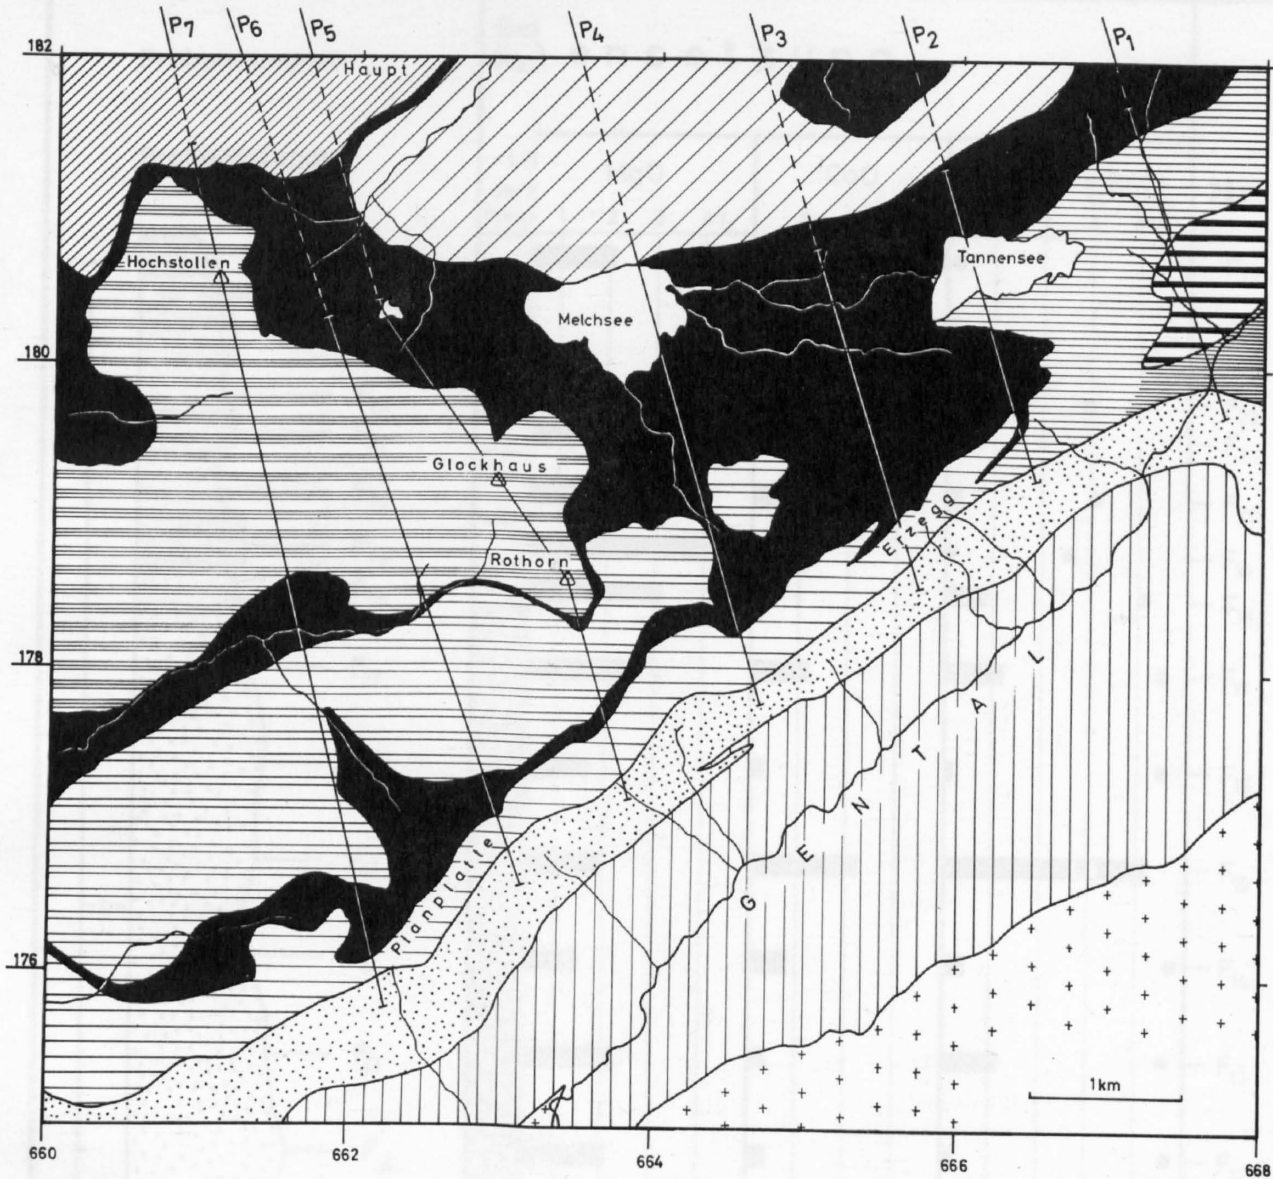 P7 P6 P5 P4 P3 P2 P1
182
Haupt
Hochstollen
Tannensee
Melchsee
180
Glockhaus
Erzegg
Rothorn
178
GENTAL
Planplatte
176
1km
660 662 664 666 668